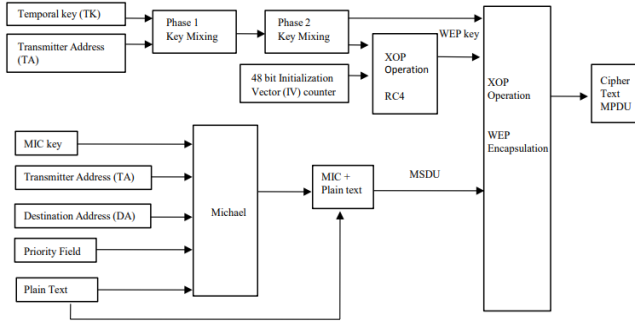 Temporal key (TK)
Transmitter Address
(TA)
Phase 1
Key Mixing
Phase 2
Key Mixing
WEP key
48 bit Initialization
Vector (IV) counter
XOP
Operation
RC4
XOP
Operation
WEP
Encapsulation
Cipher
Text
MPDU
MIC key
Transmitter Address (TA)
Destination Address (DA)
Priority Field
Plain Text
Michael
MIC +
Plain text
MSDU